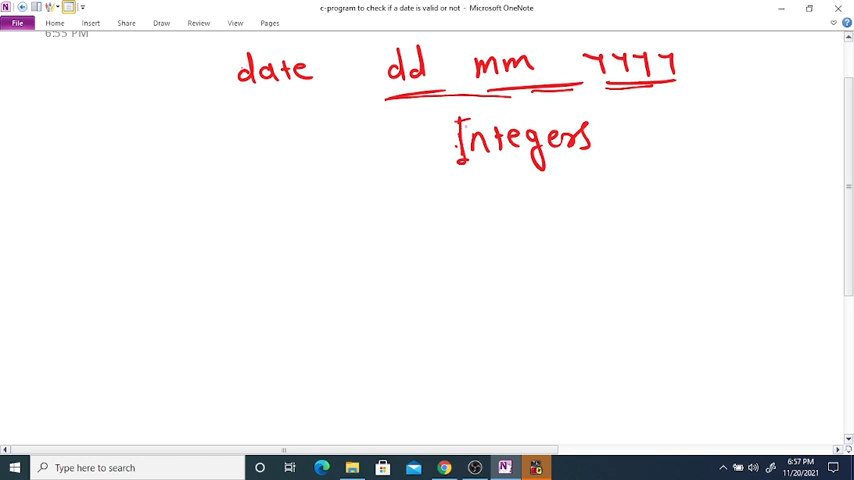 c-program to check if a date is valid or not - Microsoft OneNote
File Home Insert Share Draw Review View Pages
6:55 PM
date dd mm YYYY
Integers
Type here to search
6:57 PM
11/20/2021